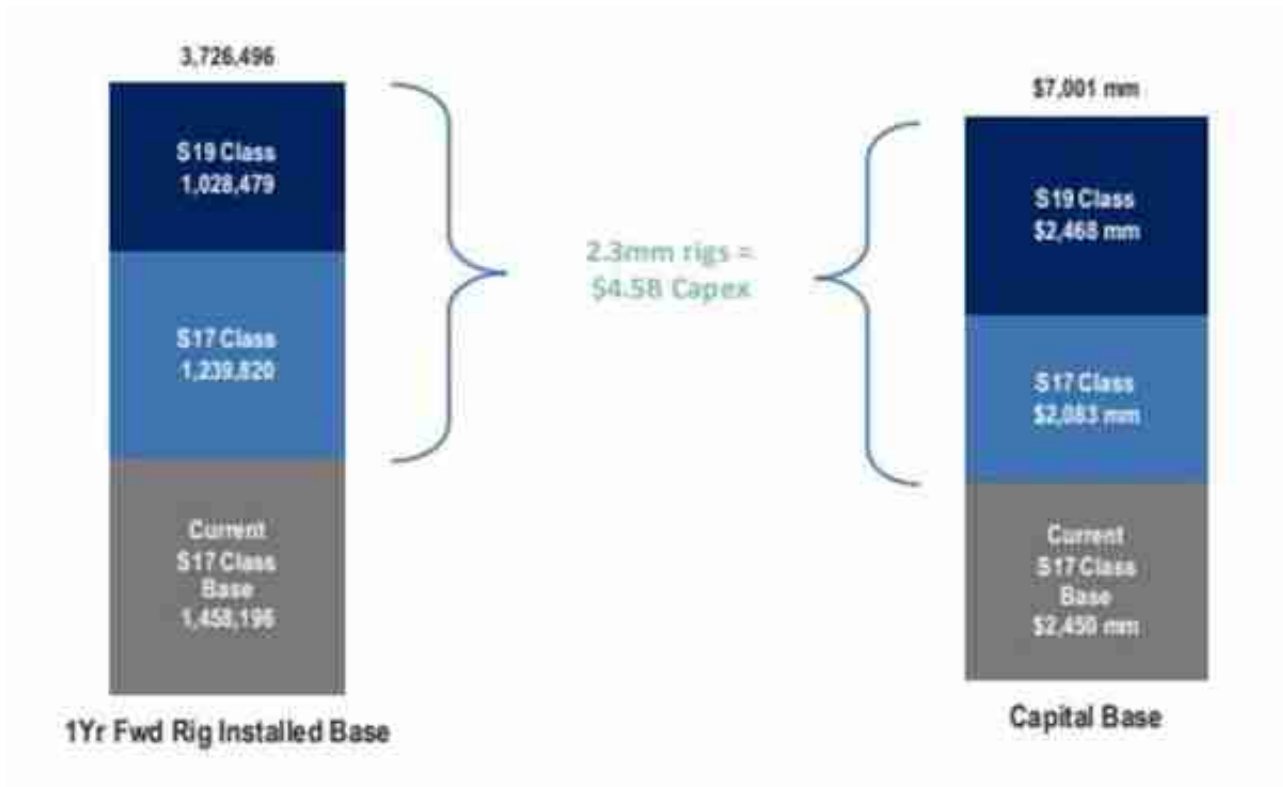 3,726,496
S19 Class
1,028,479
S17 Class
1,239,820
Current
S17 Class
Base
1,458,196
1Yr Fwd Rig Installed Base
2.3mm rigs =
$4.5B Capex
$7,001 mm
S19 Class
$2,468 mm
S17 Class
$2,083 mm
Current
S17 Class
Base
$2,450 mm
Capital Base